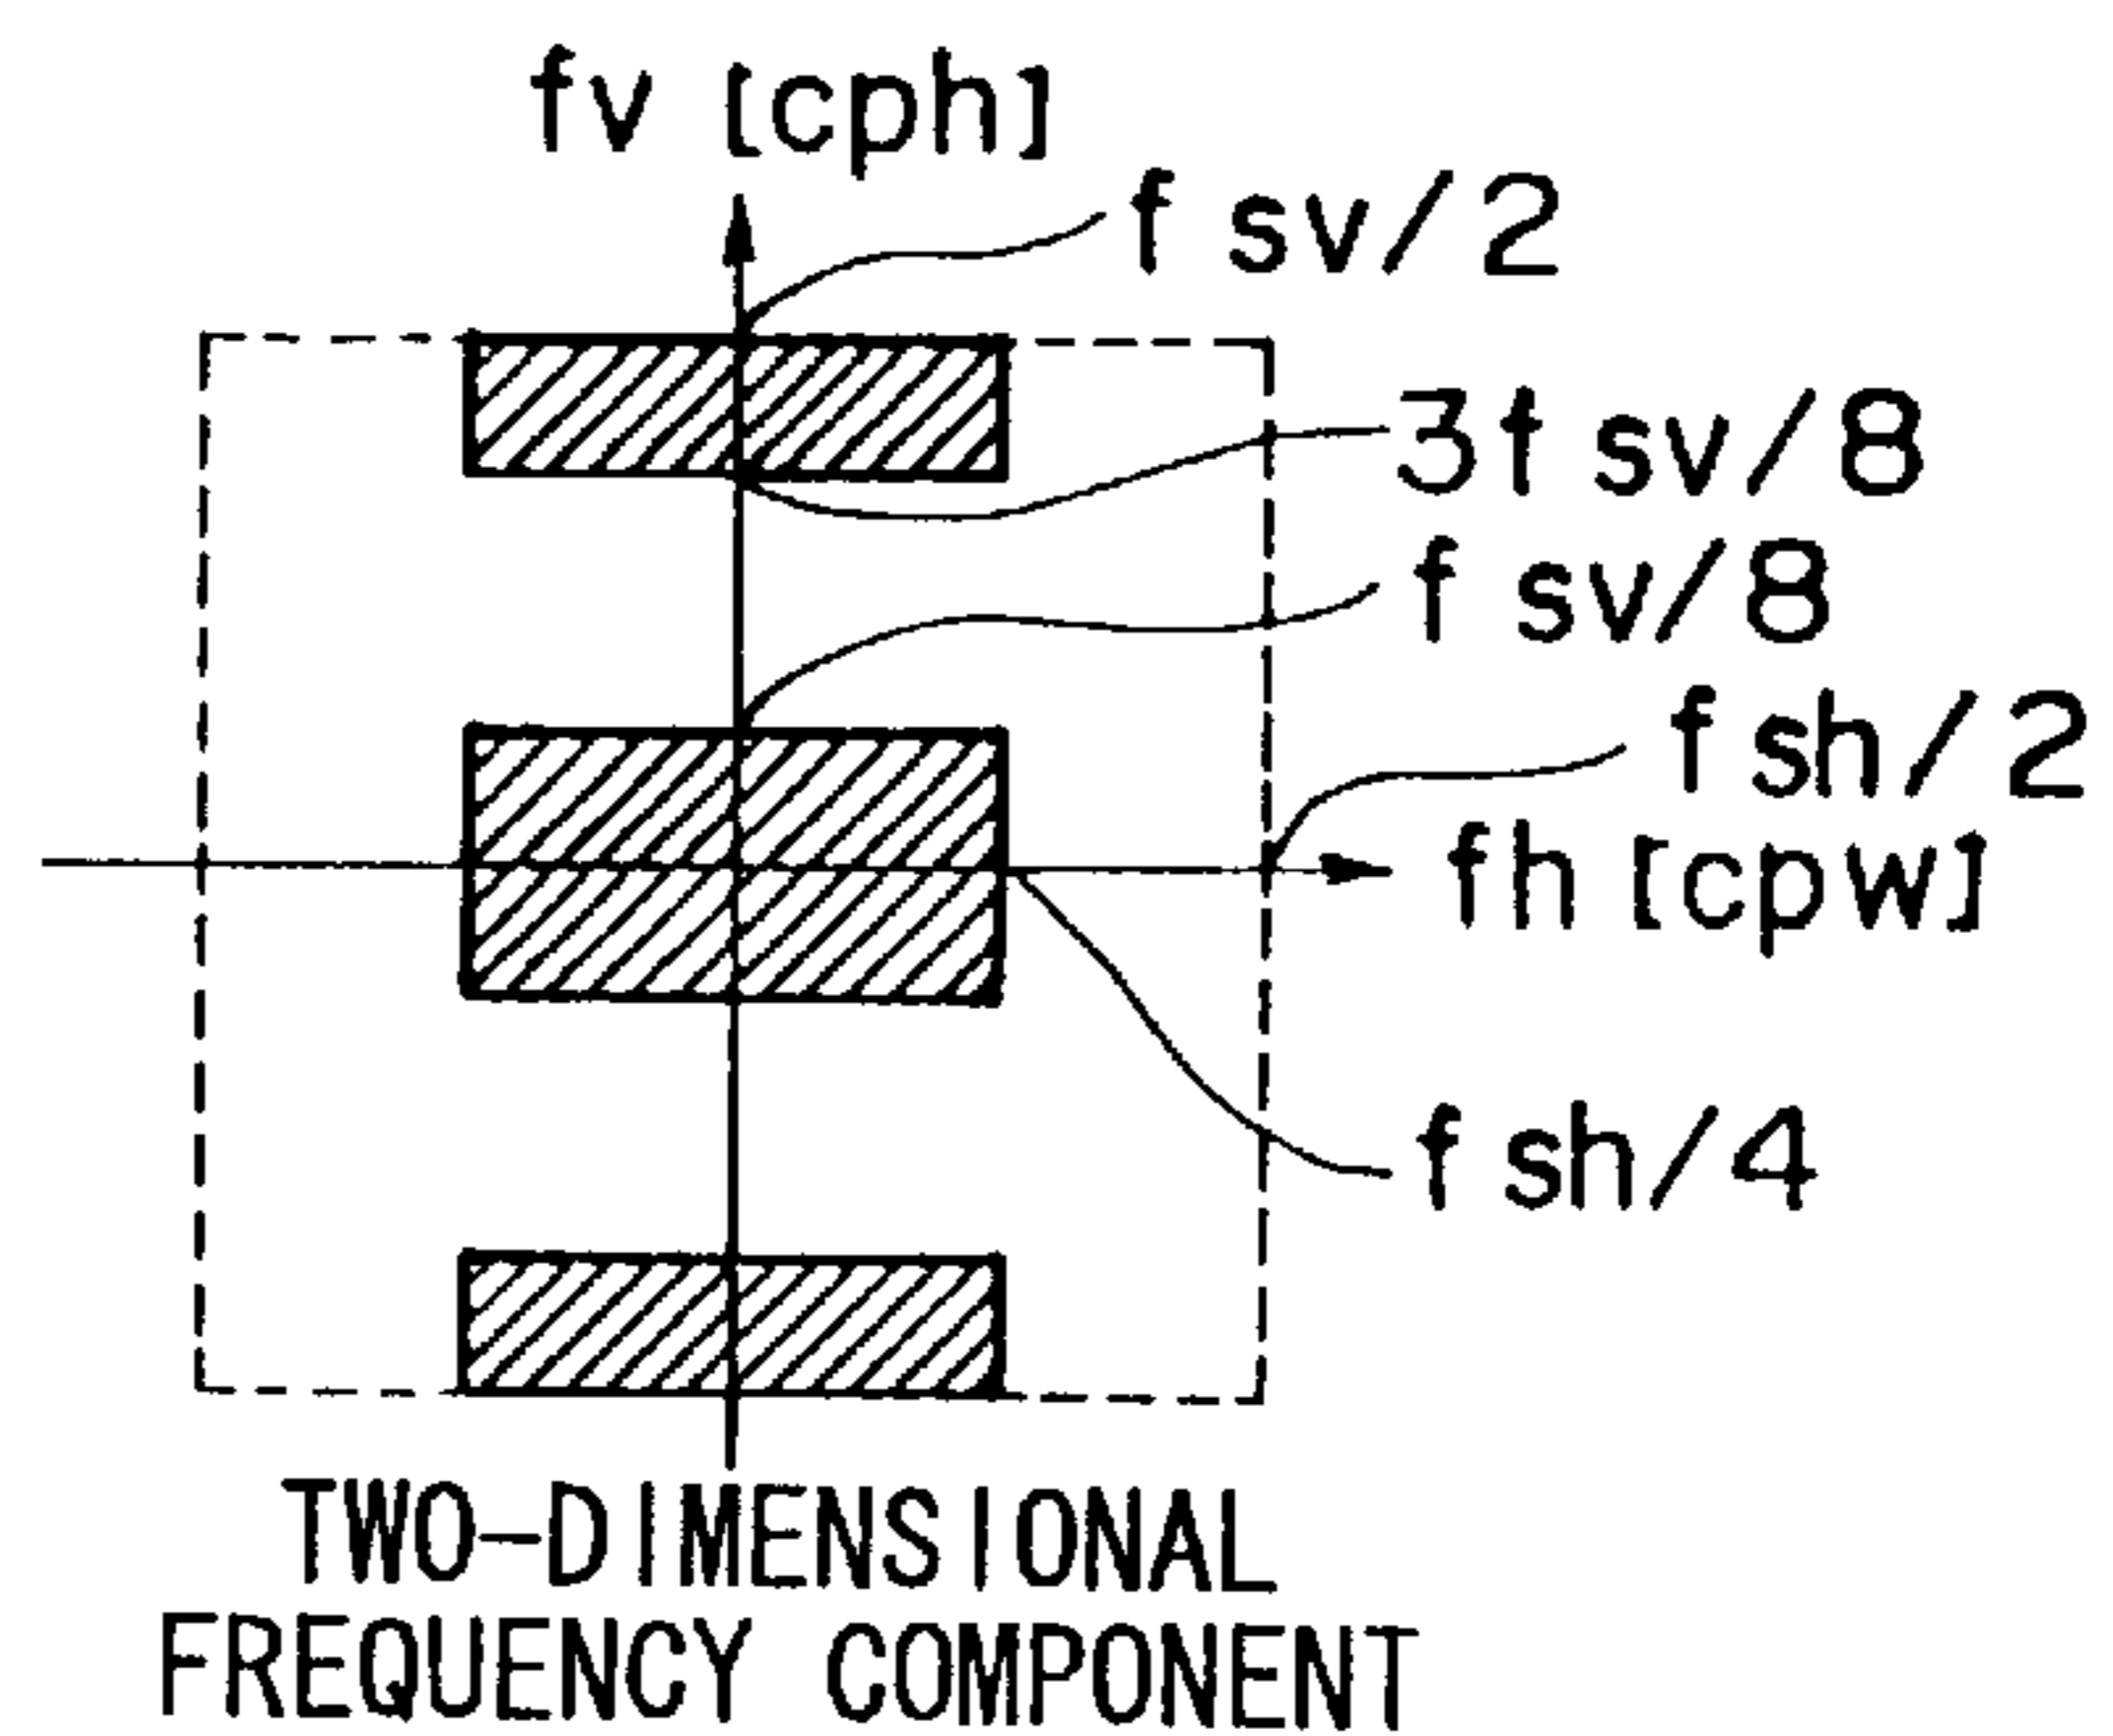 fv [cph]
f sv/2
3f sv/8
f sv/8
f sh/2
fh [cpw]
f sh/4
TWO-DIMENSIONAL
FREQUENCY COMPONENT